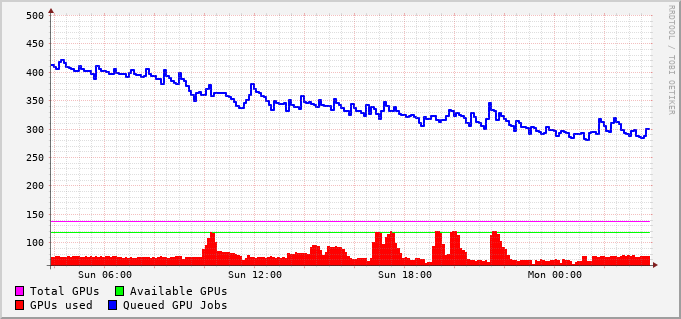 500
450
400
350
300
250
200
150
100
Sun 06:00 Sun 12:00 Sun 18:00 Mon 00:00
Total GPUs Available GPUs
GPUs used Queued GPU Jobs
RRDTOOL / TOBI OETIKER